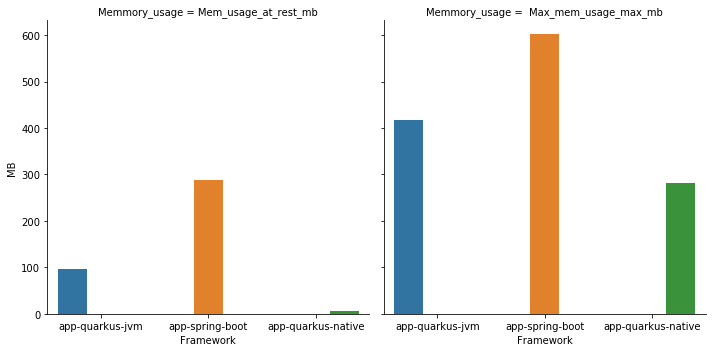 Memmory_usage = Mem_usage_at_rest_mb
Memmory_usage =  Max_mem_usage_max_mb
600
500
400
300
200
100
0
MB
app-quarkus-jvm app-spring-boot app-quarkus-native
Framework
app-quarkus-jvm app-spring-boot app-quarkus-native
Framework